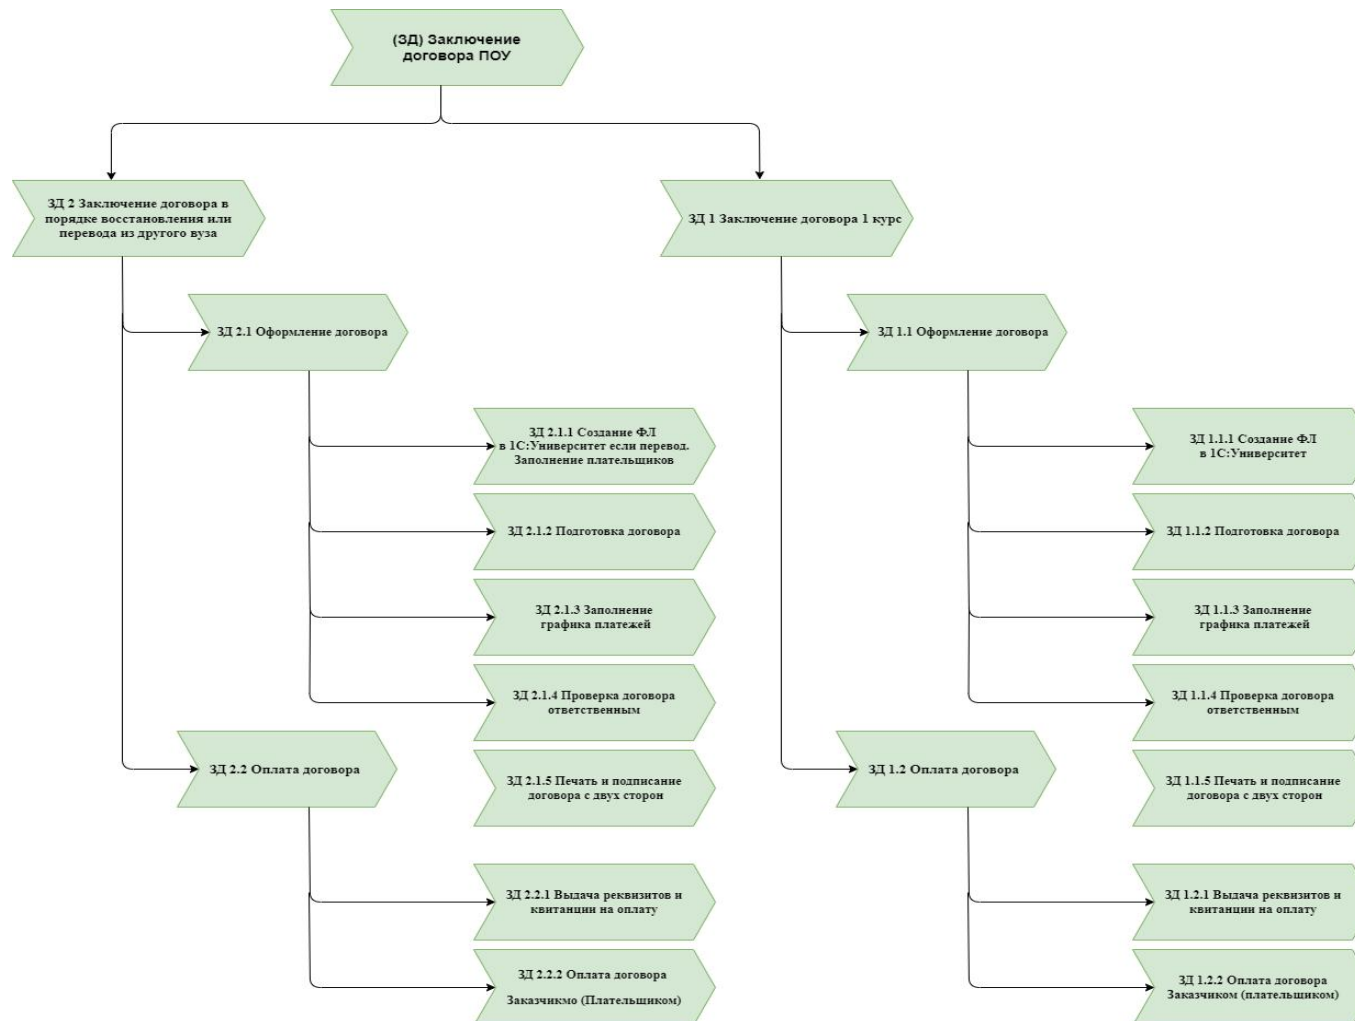 (ЗД) Заключение
договора ПОУ
ЗД 2 Заключение договора в
порядке восстановления или
перевода из другого вуза
ЗД 1 Заключение договора 1 курс
ЗД 2.1 Оформление договора
ЗД 1.1 Оформление договора
ЗД 2.1.1 Создание ФЛ
в 1С:Университет если перевод.
Заполнение плательщиков
ЗД 1.1.1 Создание ФЛ
в 1С:Университет
ЗД 2.1.2 Подготовка договора
ЗД 1.1.2 Подготовка договора
ЗД 2.1.3 Заполнение
графика платежей
ЗД 1.1.3 Заполнение
графика платежей
ЗД 2.1.4 Проверка договора
ответственным
ЗД 1.1.4 Проверка договора
ответственным
ЗД 2.2 Оплата договора
ЗД 1.2 Оплата договора
ЗД 2.1.5 Печать и подписание
договора с двух сторон
ЗД 1.1.5 Печать и подписание
договора с двух сторон
ЗД 2.2.1 Выдача реквизитов и
квитанции на оплату
ЗД 1.2.1 Выдача реквизитов и
квитанции на оплату
ЗД 2.2.2 Оплата договора
Заказчикмо (Плательщиком)
ЗД 1.2.2 Оплата договора
Заказчиком (плательщиком)